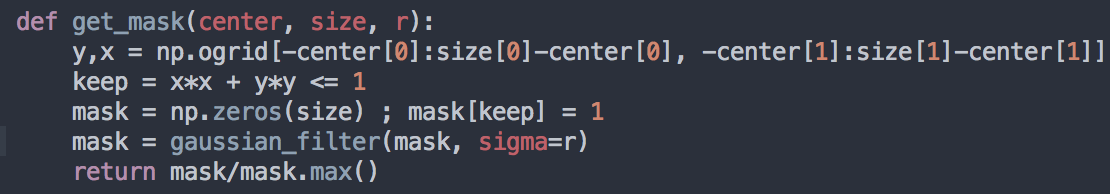 def get_mask(center, size, r):
    y,x = np.ogrid[-center[0]:size[0]-center[0], -center[1]:size[1]-center[1]]
    keep = x*x + y*y <= 1
    mask = np.zeros(size) ; mask[keep] = 1
    mask = gaussian_filter(mask, sigma=r)
    return mask/mask.max()